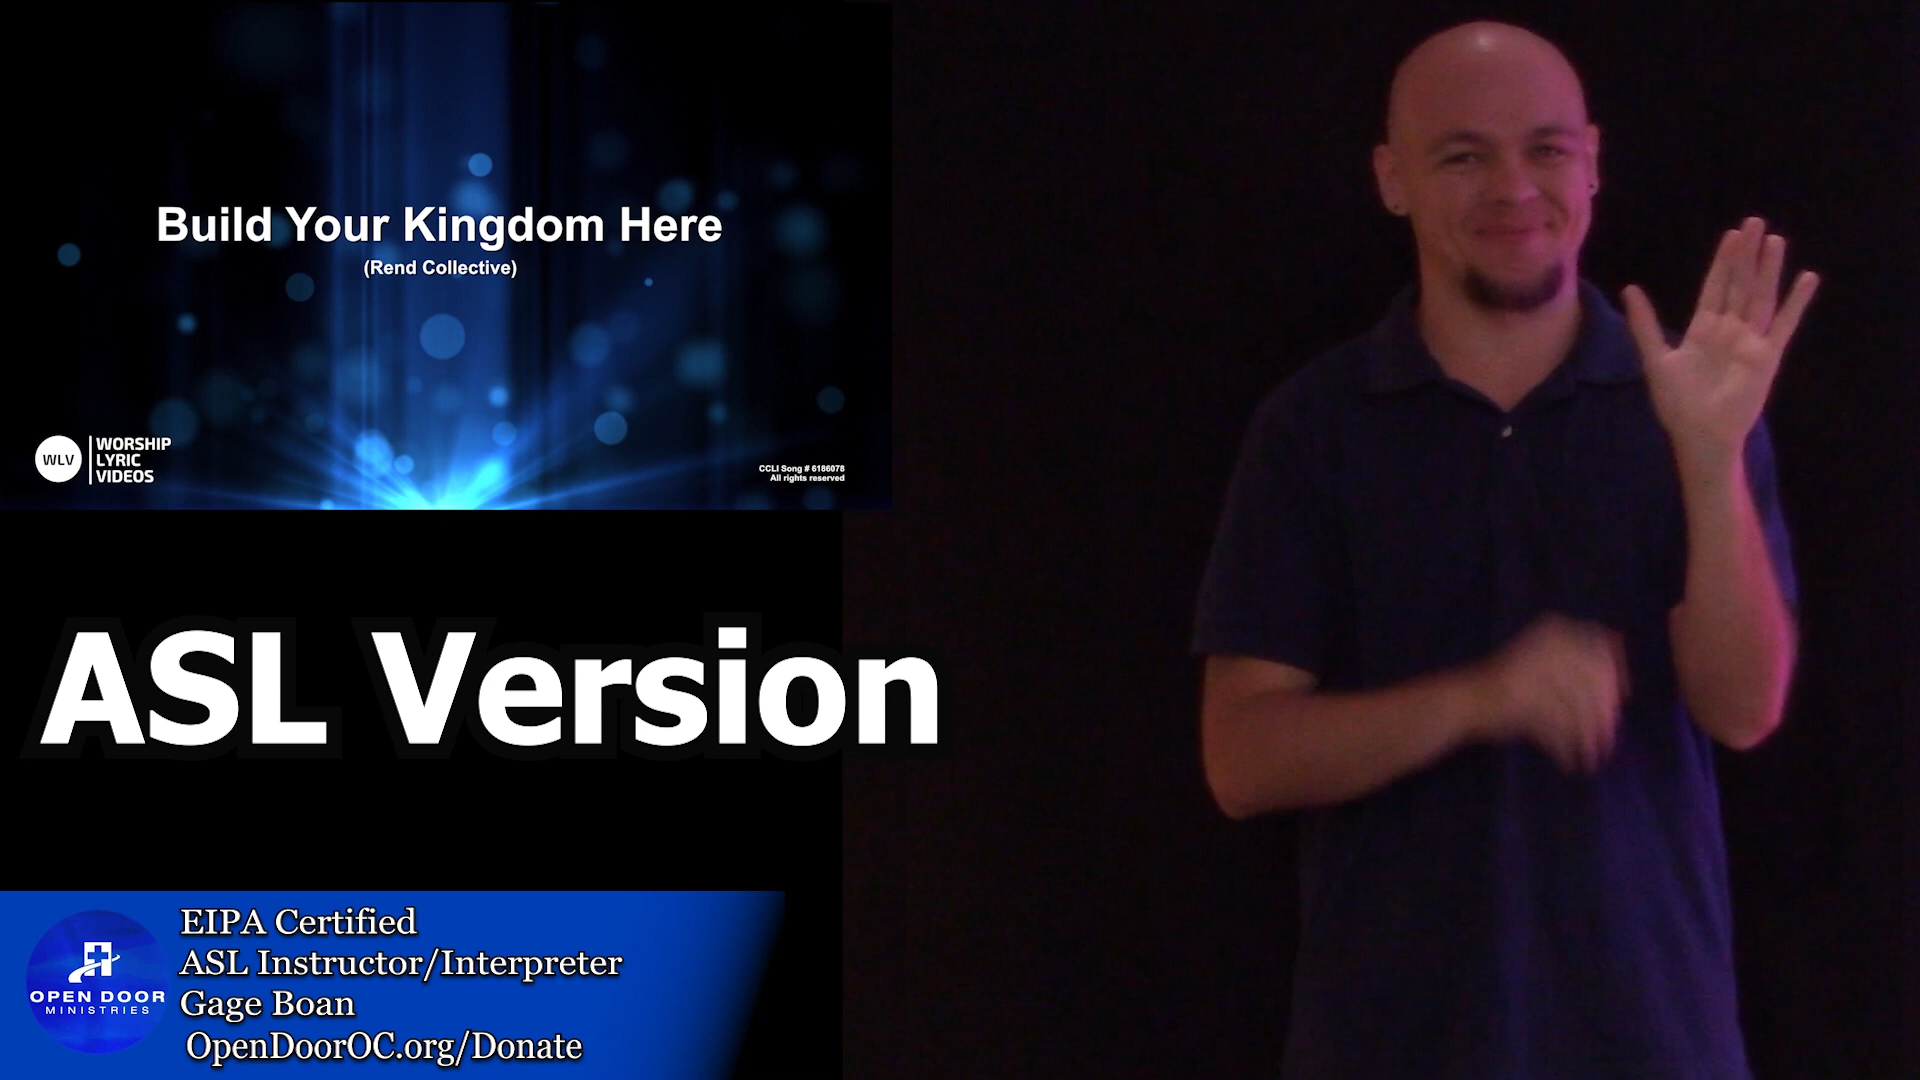 Build Your Kingdom Here
(Rend Collective)
WLV
WORSHIP
LYRIC
VIDEOS
CCLI Song # 6186078
All rights reserved
ASL Version
OPEN DOOR
MINISTRIES
EIPA Certified
ASL Instructor/Interpreter
Gage Boan
OpenDoorOC.org/Donate